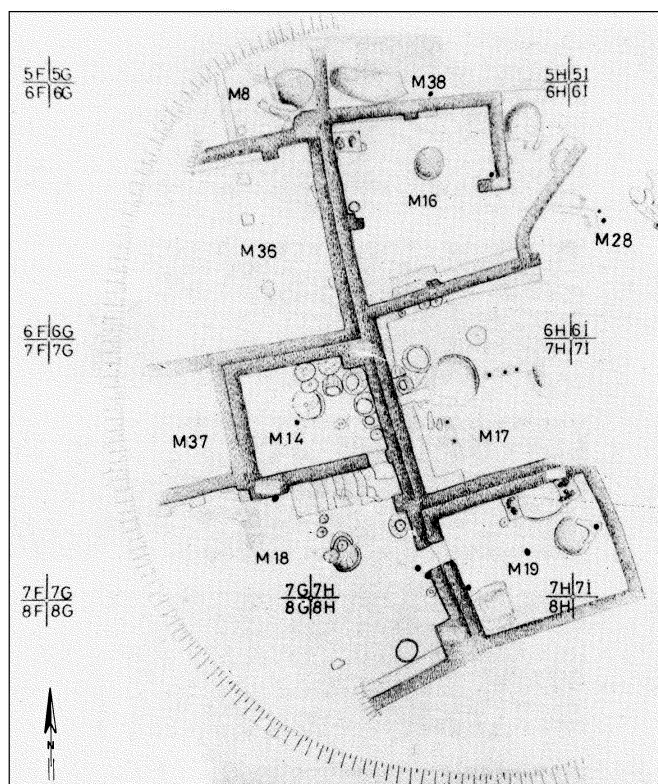 5F 5G
6F 6G
M8
M38
5H 5I
6H 6I
M16
M36
M28
6F 6G
7F 7G
6H 6I
7H 7I
M37
M14
M17
M18
M19
7F 7G
8F 8G
7G 7H
8G 8H
7H 7I
8H
N